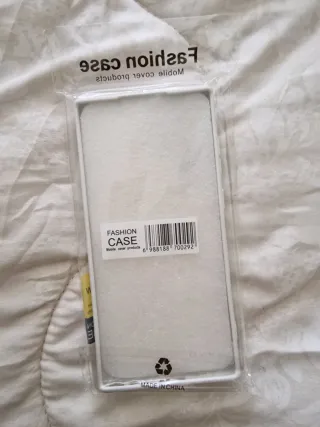 Fashion case
Mobile cover products
FASHION
CASE
Mobile cover products
6 988188 700292
MADE IN CHINA